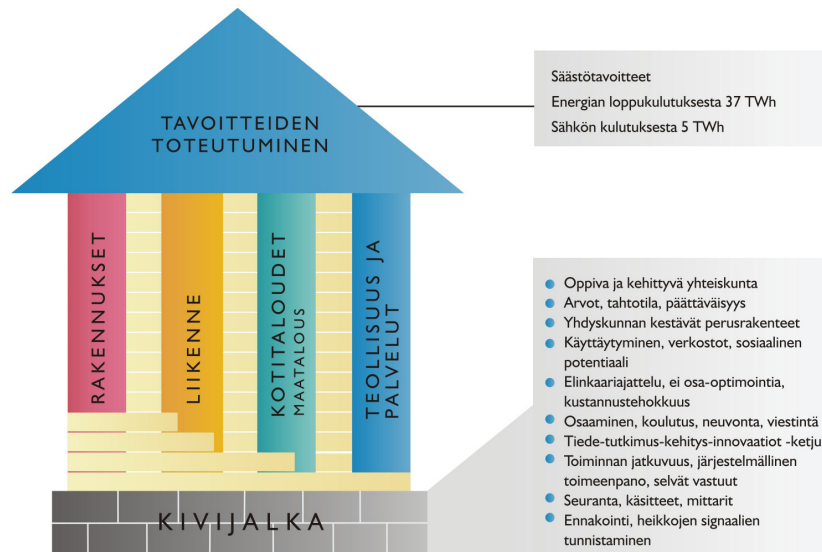 TAVOITTEIDEN
TOTEUTUMINEN
Säästötavoitteet
Energian loppukulutuksesta 37 TWh
Sähkön kulutuksesta 5 TWh
RAKENNUKSET
LIIKENNE
KOTITALOUDET
MAATALOUS
TEOLLISUUS JA
PALVELUT
KIVIJALKA
Oppiva ja kehittyvä yhteiskunta
Arvot, tahtotila, päättäväisyys
Yhdyskunnan kestävät perusrakenteet
Käyttäytyminen, verkostot, sosiaalinen
potentiaali
Elinkaariajattelu, ei osa-optimointia,
kustannustehokkuus
Osaaminen, koulutus, neuvonta, viestintä
Tiede-tutkimus-kehitys-innovaatiot -ketju
Toiminnan jatkuvuus, järjestelmällinen
toimeenpano, selvät vastuut
Seuranta, käsitteet, mittarit
Ennakointi, heikkojen signaalien
tunnistaminen